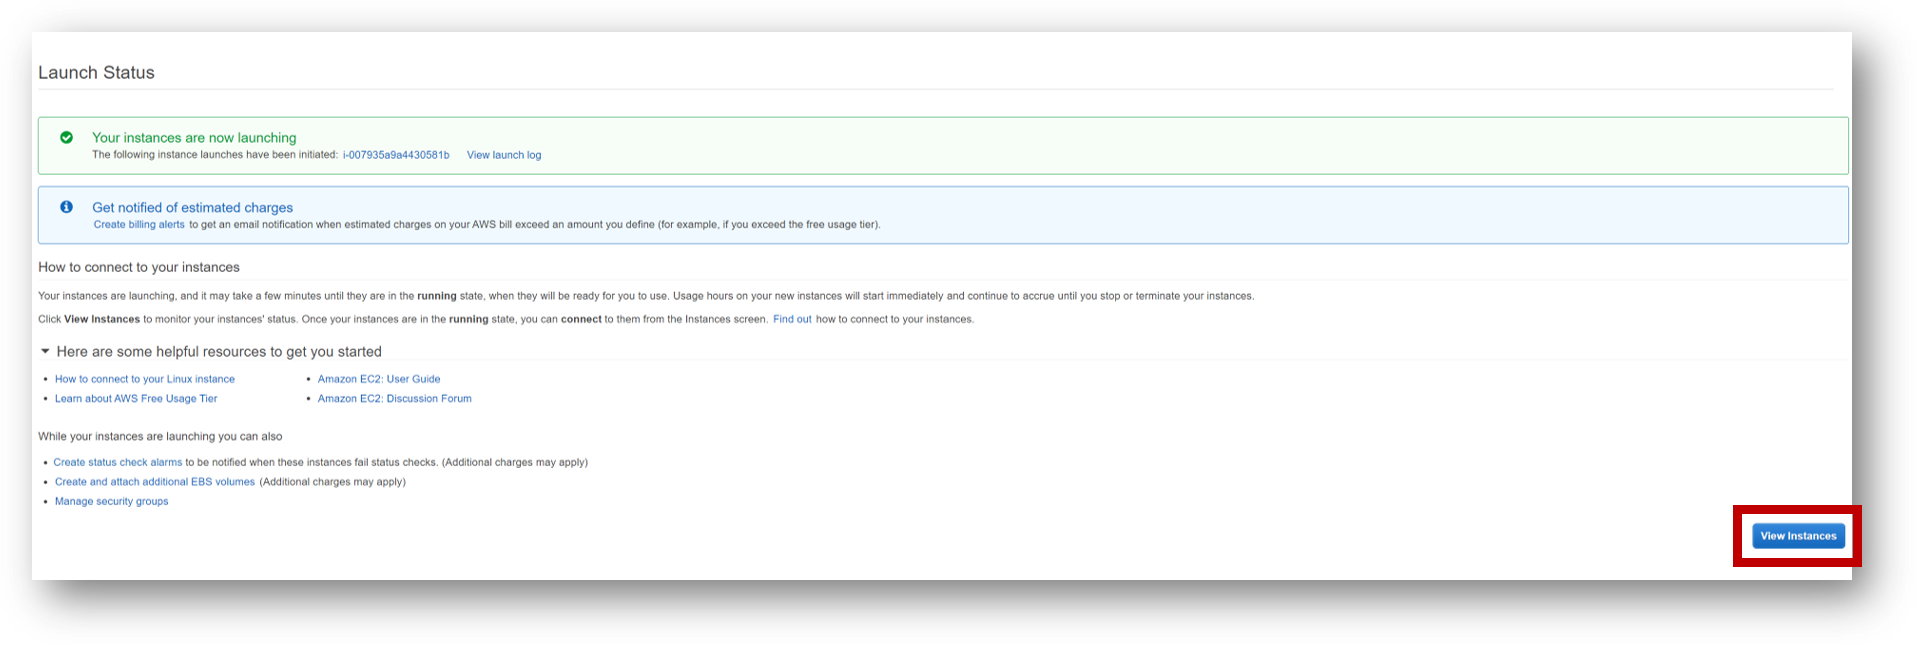 Launch Status
Your instances are now launching
The following instance launches have been initiated: i-007935a9a4430581b View launch log
Get notified of estimated charges
Create billing alerts to get an email notification when estimated charges on your AWS bill exceed an amount you define (for example, if you exceed the free usage tier).
How to connect to your instances
Your instances are launching, and it may take a few minutes until they are in the running state, when they will be ready for you to use. Usage hours on your new instances will start immediately and continue to accrue until you stop or terminate your instances.
Click View Instances to monitor your instances' status. Once your instances are in the running state, you can connect to them from the Instances screen. Find out how to connect to your instances.
Here are some helpful resources to get you started
• How to connect to your Linux instance • Amazon EC2: User Guide
• Learn about AWS Free Usage Tier • Amazon EC2: Discussion Forum
While your instances are launching you can also
• Create status check alarms to be notified when these instances fail status checks. (Additional charges may apply)
• Create and attach additional EBS volumes (Additional charges may apply)
• Manage security groups
View Instances